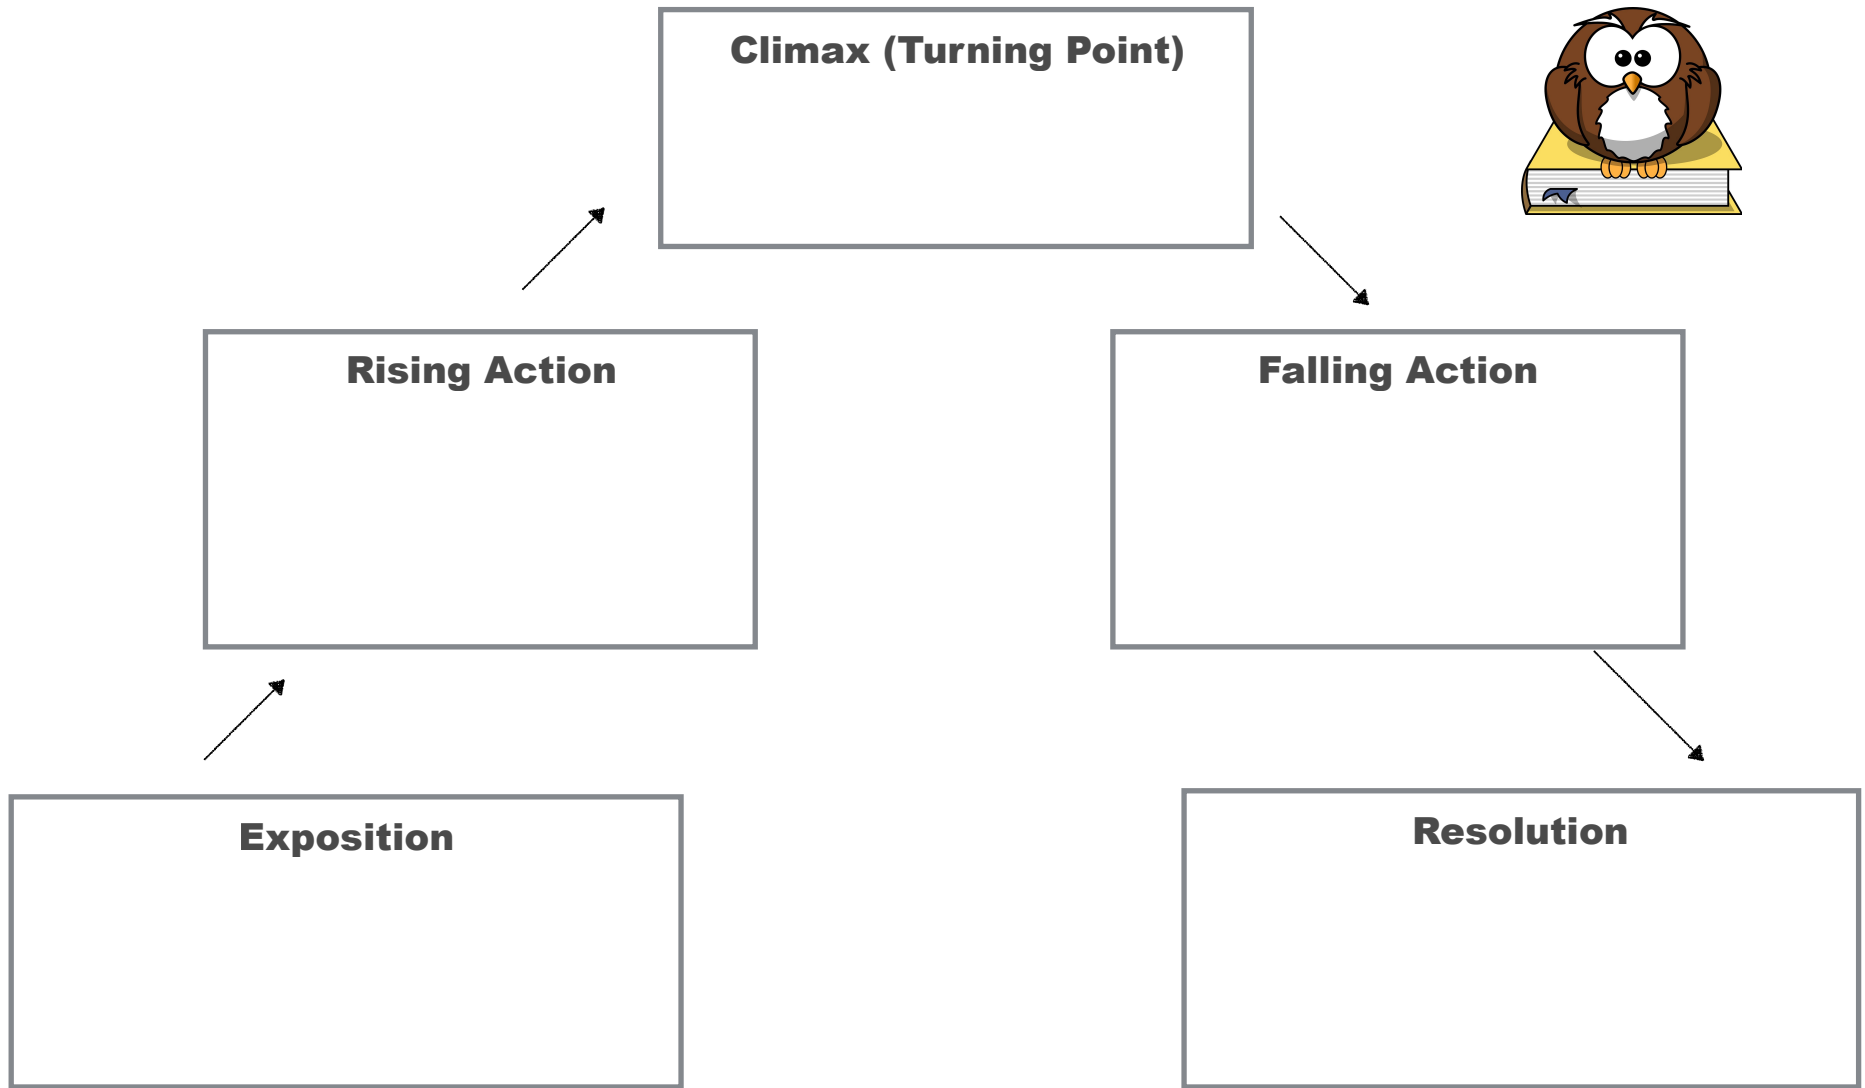 Climax (Turning Point)
Rising Action
Falling Action
Exposition
Resolution